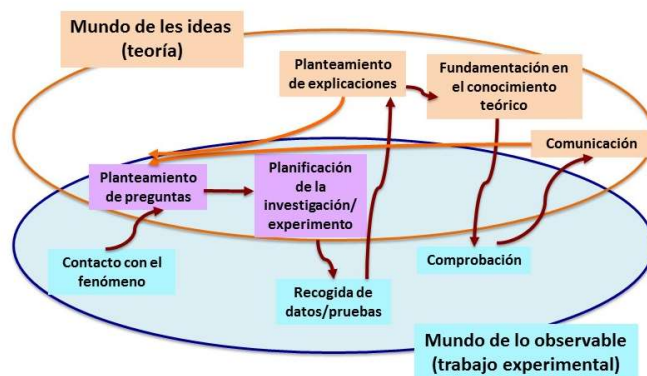 Mundo de les ideas
(teoría)
Planteamiento
de explicaciones
Fundamentación en
el conocimiento
teórico
Comunicación
Planteamiento
de preguntas
Planificación
de la
investigación/
experimento
Contacto con el
fenómeno
Recogida de
datos/pruebas
Comprobación
Mundo de lo observable
(trabajo experimental)